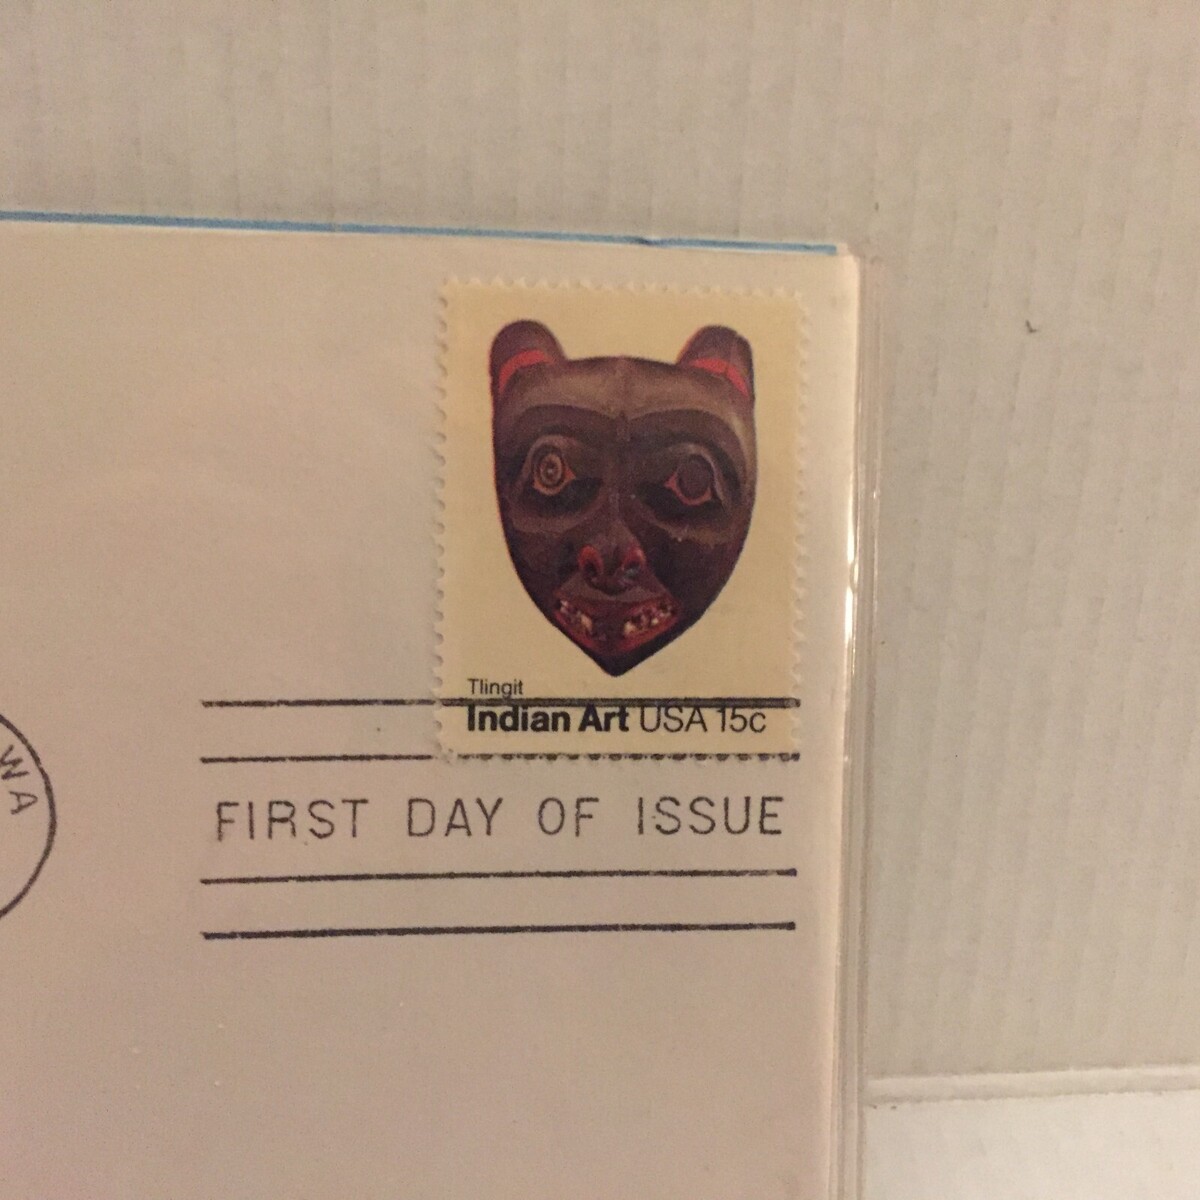 Tlingit
Indian Art USA 15c
WA
FIRST DAY OF ISSUE